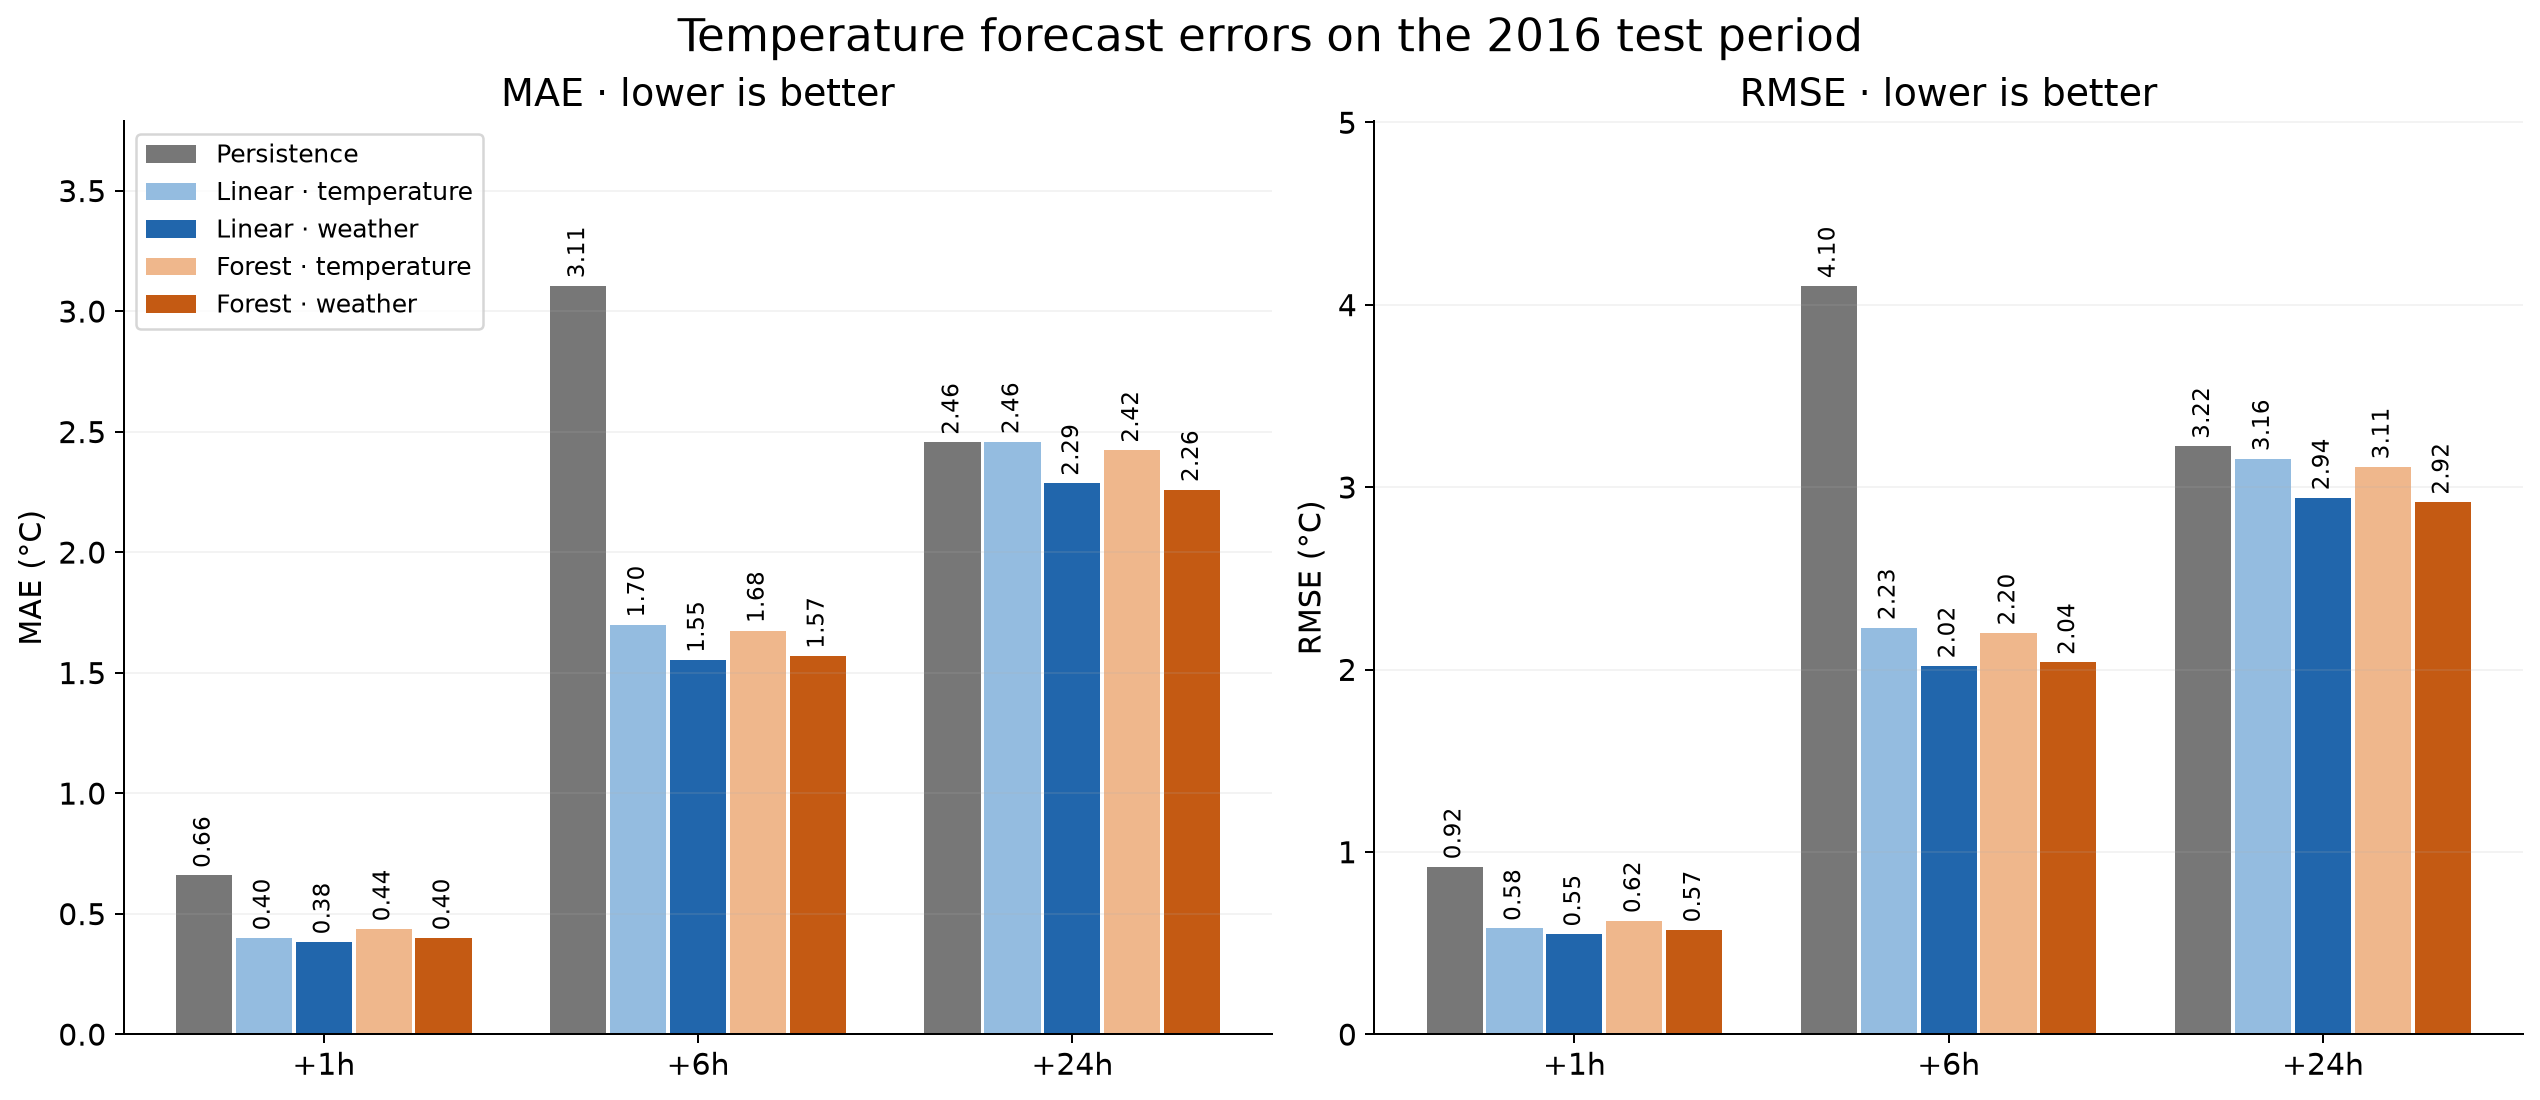 Temperature forecast errors on the 2016 test period
MAE · lower is better
MAE (°C)
3.5
3.0
2.5
2.0
1.5
1.0
0.5
0.0
Persistence
Linear · temperature
Linear · weather
Forest · temperature
Forest · weather
0.66
0.40
0.38
0.44
0.40
3.11
1.70
1.55
1.68
1.57
2.46
2.46
2.29
2.42
2.26
+1h
+6h
+24h
RMSE · lower is better
RMSE (°C)
5
4
3
2
1
0
0.92
0.58
0.55
0.62
0.57
4.10
2.23
2.02
2.20
2.04
3.22
3.16
2.94
3.11
2.92
+1h
+6h
+24h